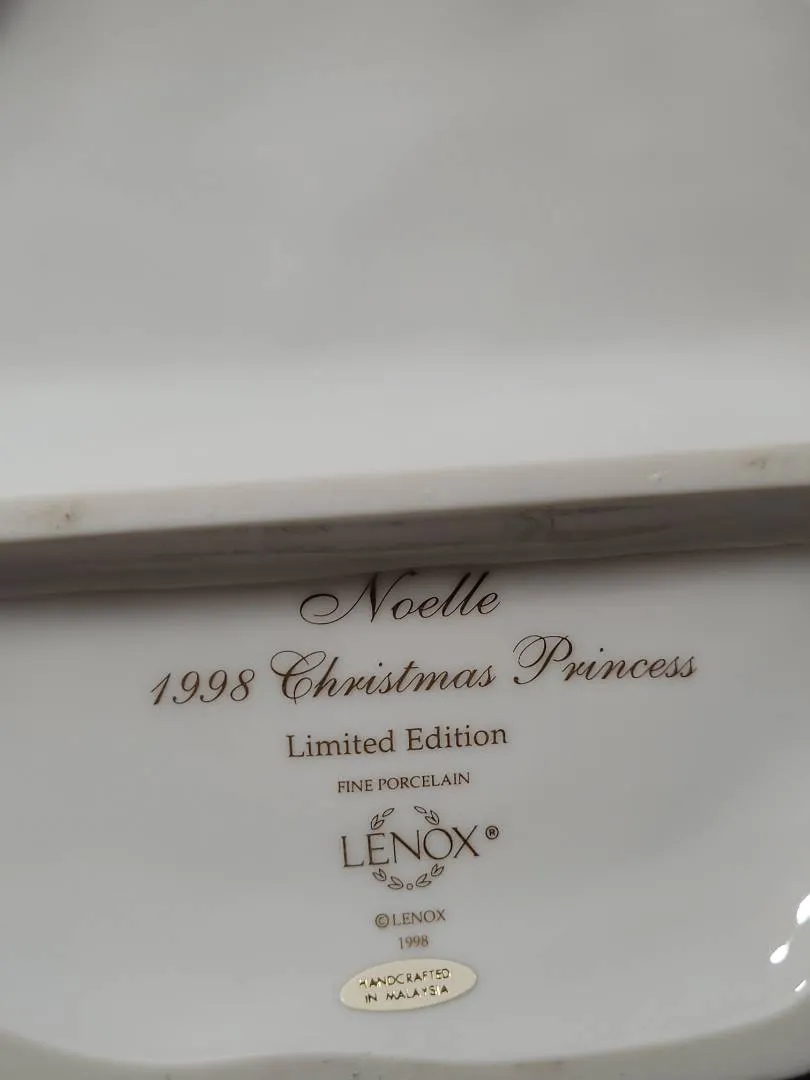 Noelle
1998 Christmas Princess
Limited Edition
FINE PORCELAIN
LENOX®
©LENOX
1998
HANDCRAFTED
IN MALAYSIA